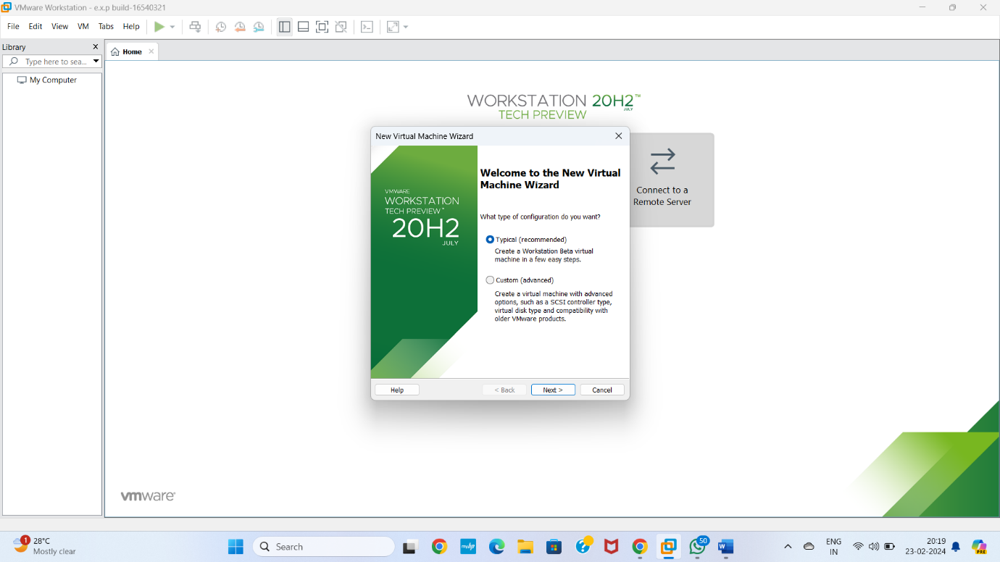 VMware Workstation - e.x.p build-16540321
File Edit View VM Tabs Help
Library
Home
Type here to sea...
My Computer
WORKSTATION 20H2™
JULY
TECH PREVIEW
New Virtual Machine Wizard
VMWARE
WORKSTATION
TECH PREVIEW™
20H2
JULY
Welcome to the New Virtual
Machine Wizard
What type of configuration do you want?
Typical (recommended)
Create a Workstation Beta virtual
machine in a few easy steps.
Custom (advanced)
Create a virtual machine with advanced
options, such as a SCSI controller type,
virtual disk type and compatibility with
older VMware products.
Help < Back Next > Cancel
Connect to a
Remote Server
vmware®
1
28°C
Mostly clear
Search
myhp
50
ENG
IN
20:19
23-02-2024
PRE